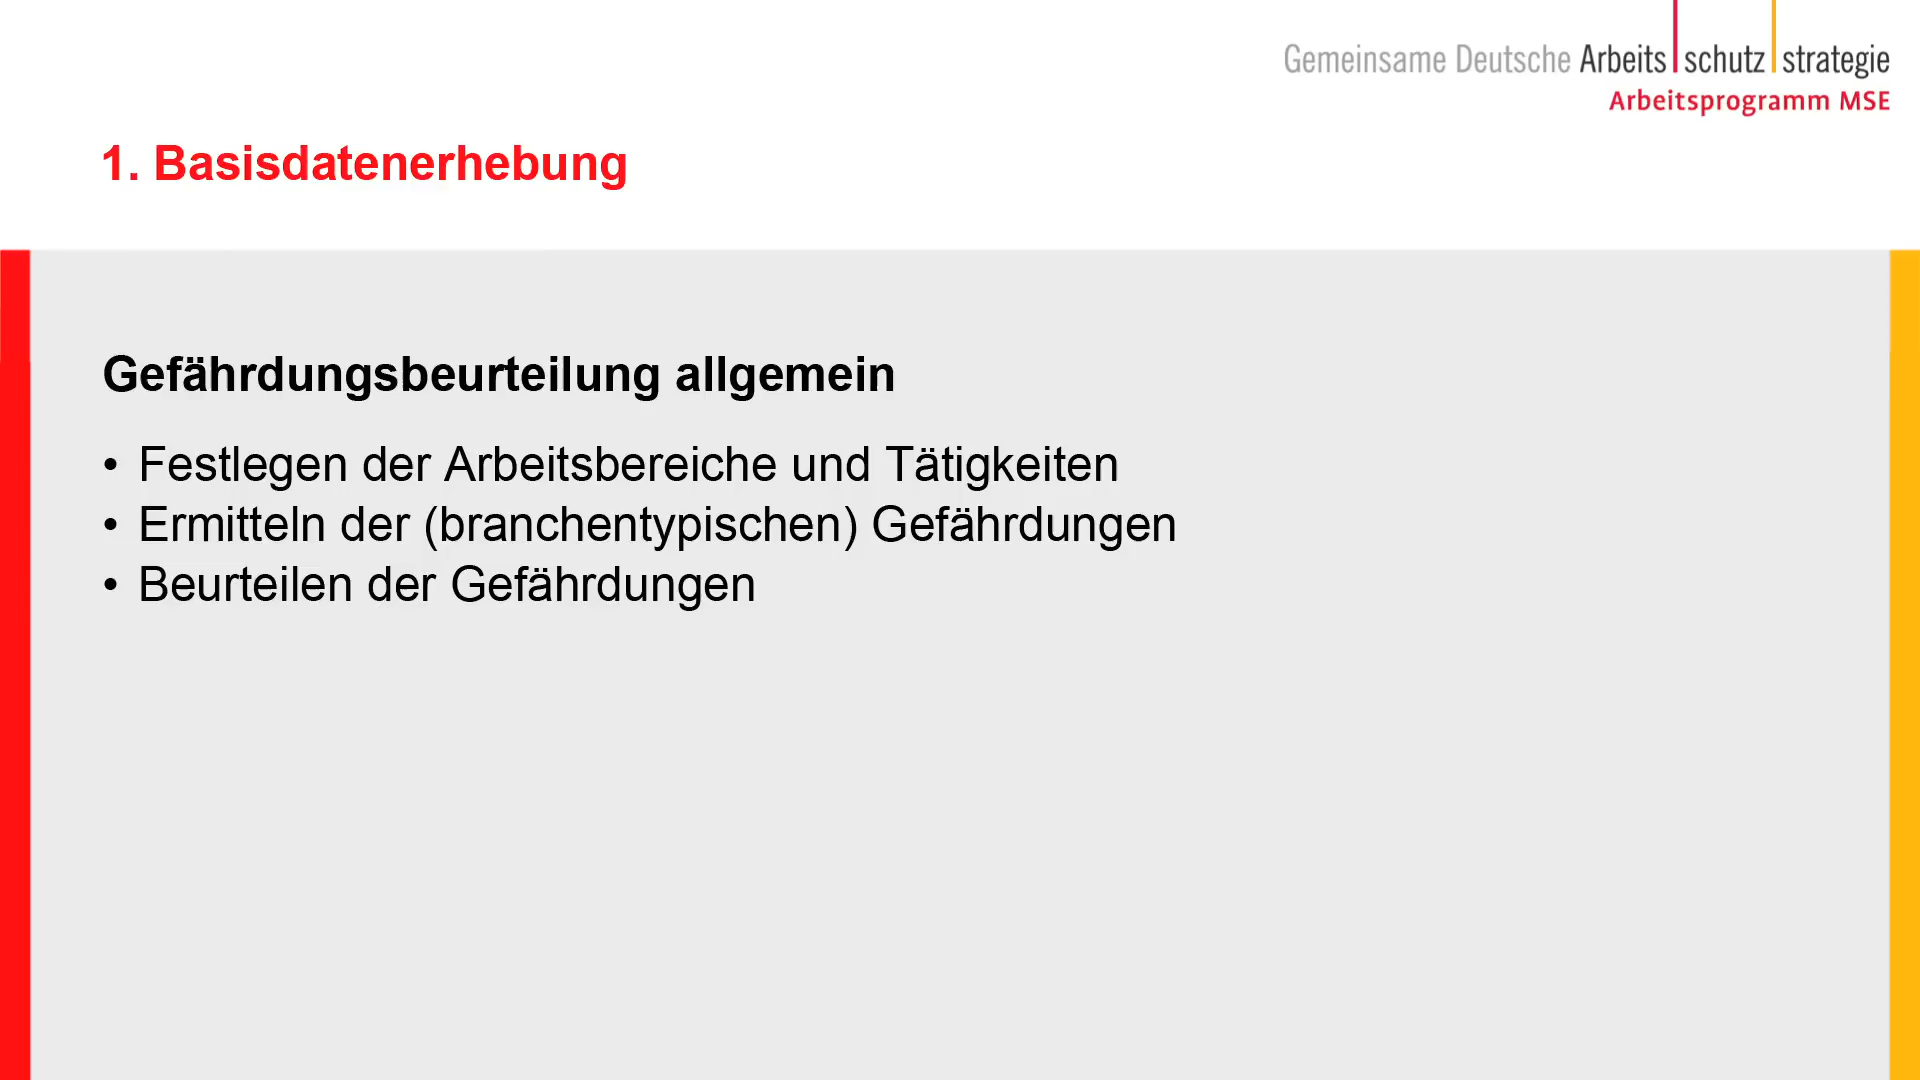 Gemeinsame Deutsche Arbeits schutz strategie
Arbeitsprogramm MSE
1. Basisdatenerhebung
Gefährdungsbeurteilung allgemein
• Festlegen der Arbeitsbereiche und Tätigkeiten
• Ermitteln der (branchentypischen) Gefährdungen
• Beurteilen der Gefährdungen